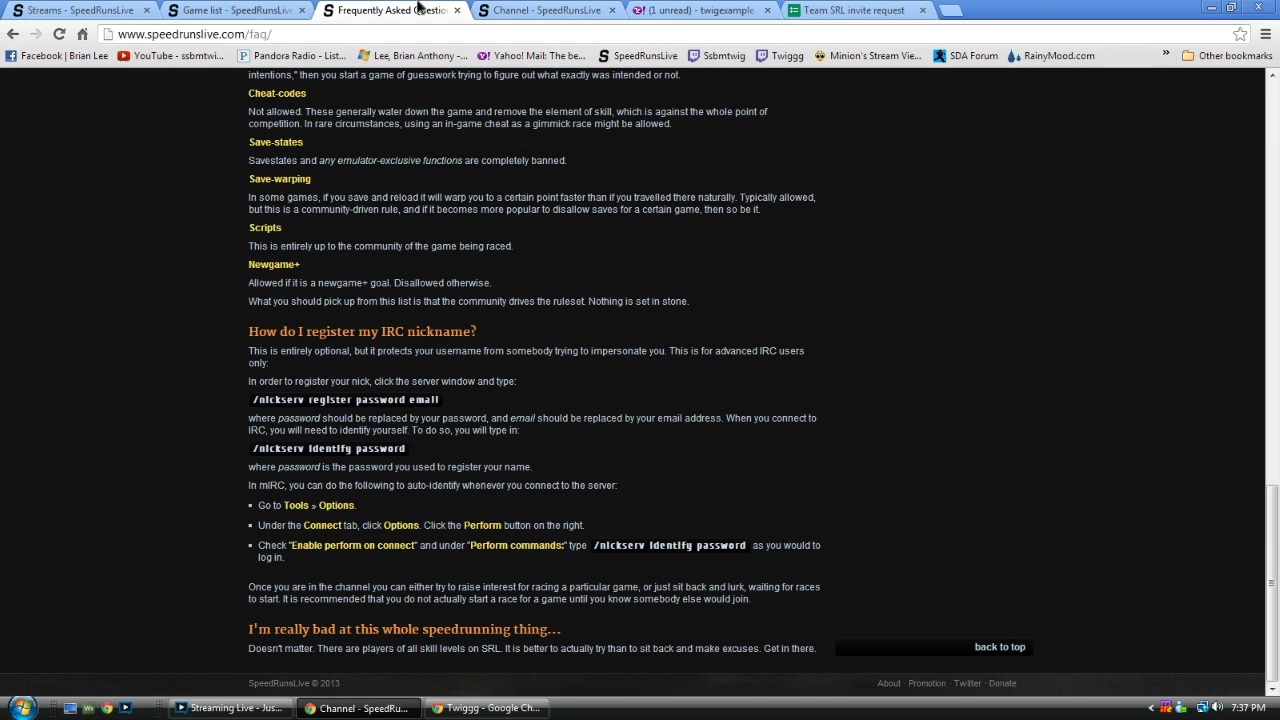 Streams - SpeedRunsLive
Game list - SpeedRunsLive
Frequently Asked Question
Channel - SpeedRunsLive
(1 unread) - twigexample
Team SRL invite request
www.speedrunslive.com/faq/
Facebook | Brian Lee
YouTube - ssbmtwi...
Pandora Radio - List...
Lee, Brian Anthony -...
Yahoo! Mail: The be...
SpeedRunsLive
Ssbmtwig
Twiggg
Minion's Stream Vie...
SDA Forum
RainyMood.com
»
Other bookmarks
intentions," then you start a game of guesswork trying to figure out what exactly was intended or not.
Cheat-codes
Not allowed. These generally water down the game and remove the element of skill, which is against the whole point of
competition. In rare circumstances, using an in-game cheat as a gimmick race might be allowed.
Save-states
Savestates and any emulator-exclusive functions are completely banned.
Save-warping
In some games, if you save and reload it will warp you to a certain point faster than if you travelled there naturally. Typically allowed,
but this is a community-driven rule, and if it becomes more popular to disallow saves for a certain game, then so be it.
Scripts
This is entirely up to the community of the game being raced.
Newgame+
Allowed if it is a newgame+ goal. Disallowed otherwise.
What you should pick up from this list is that the community drives the ruleset. Nothing is set in stone.
How do I register my IRC nickname?
This is entirely optional, but it protects your username from somebody trying to impersonate you. This is for advanced IRC users
only:
In order to register your nick, click the server window and type:
/nickserv register password email
where password should be replaced by your password, and email should be replaced by your email address. When you connect to
IRC, you will need to identify yourself. To do so, you will type in:
/nickserv identify password
where password is the password you used to register your name.
In mIRC, you can do the following to auto-identify whenever you connect to the server:
Go to Tools » Options.
Under the Connect tab, click Options. Click the Perform button on the right.
Check "Enable perform on connect" and under "Perform commands:" type /nickserv identify password as you would to
log in.
Once you are in the channel you can either try to raise interest for racing a particular game, or just sit back and lurk, waiting for races
to start. It is recommended that you do not actually start a race for a game until you know somebody else would join.
I'm really bad at this whole speedrunning thing...
Doesn't matter. There are players of all skill levels on SRL. It is better to actually try than to sit back and make excuses. Get in there.
back to top
SpeedRunsLive © 2013
About · Promotion · Twitter · Donate
Streaming Live - Jus...
Channel - SpeedRu...
Twiggg - Google Ch...
7:37 PM